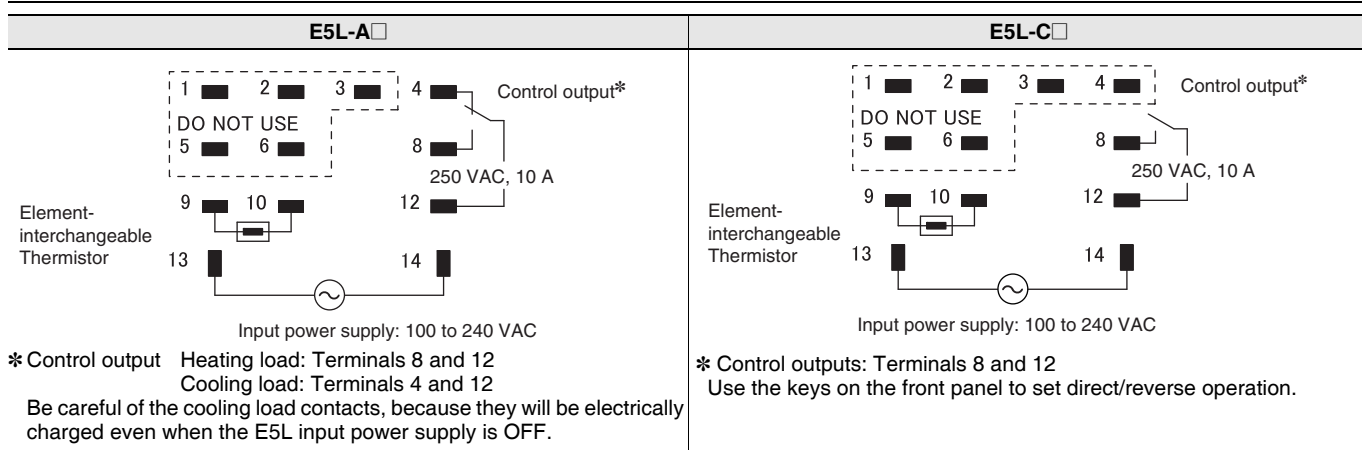 E5L-A□
1 2 3 4 Control output*
DO NOT USE
5 6 8
250 VAC, 10 A
9 10 12
Element-
interchangeable
Thermistor
13 14
Input power supply: 100 to 240 VAC
* Control output Heating load: Terminals 8 and 12
Cooling load: Terminals 4 and 12
Be careful of the cooling load contacts, because they will be electrically
charged even when the E5L input power supply is OFF.
E5L-C□
1 2 3 4 Control output*
DO NOT USE
5 6 8
250 VAC, 10 A
9 10 12
Element-
interchangeable
Thermistor
13 14
Input power supply: 100 to 240 VAC
* Control outputs: Terminals 8 and 12
Use the keys on the front panel to set direct/reverse operation.